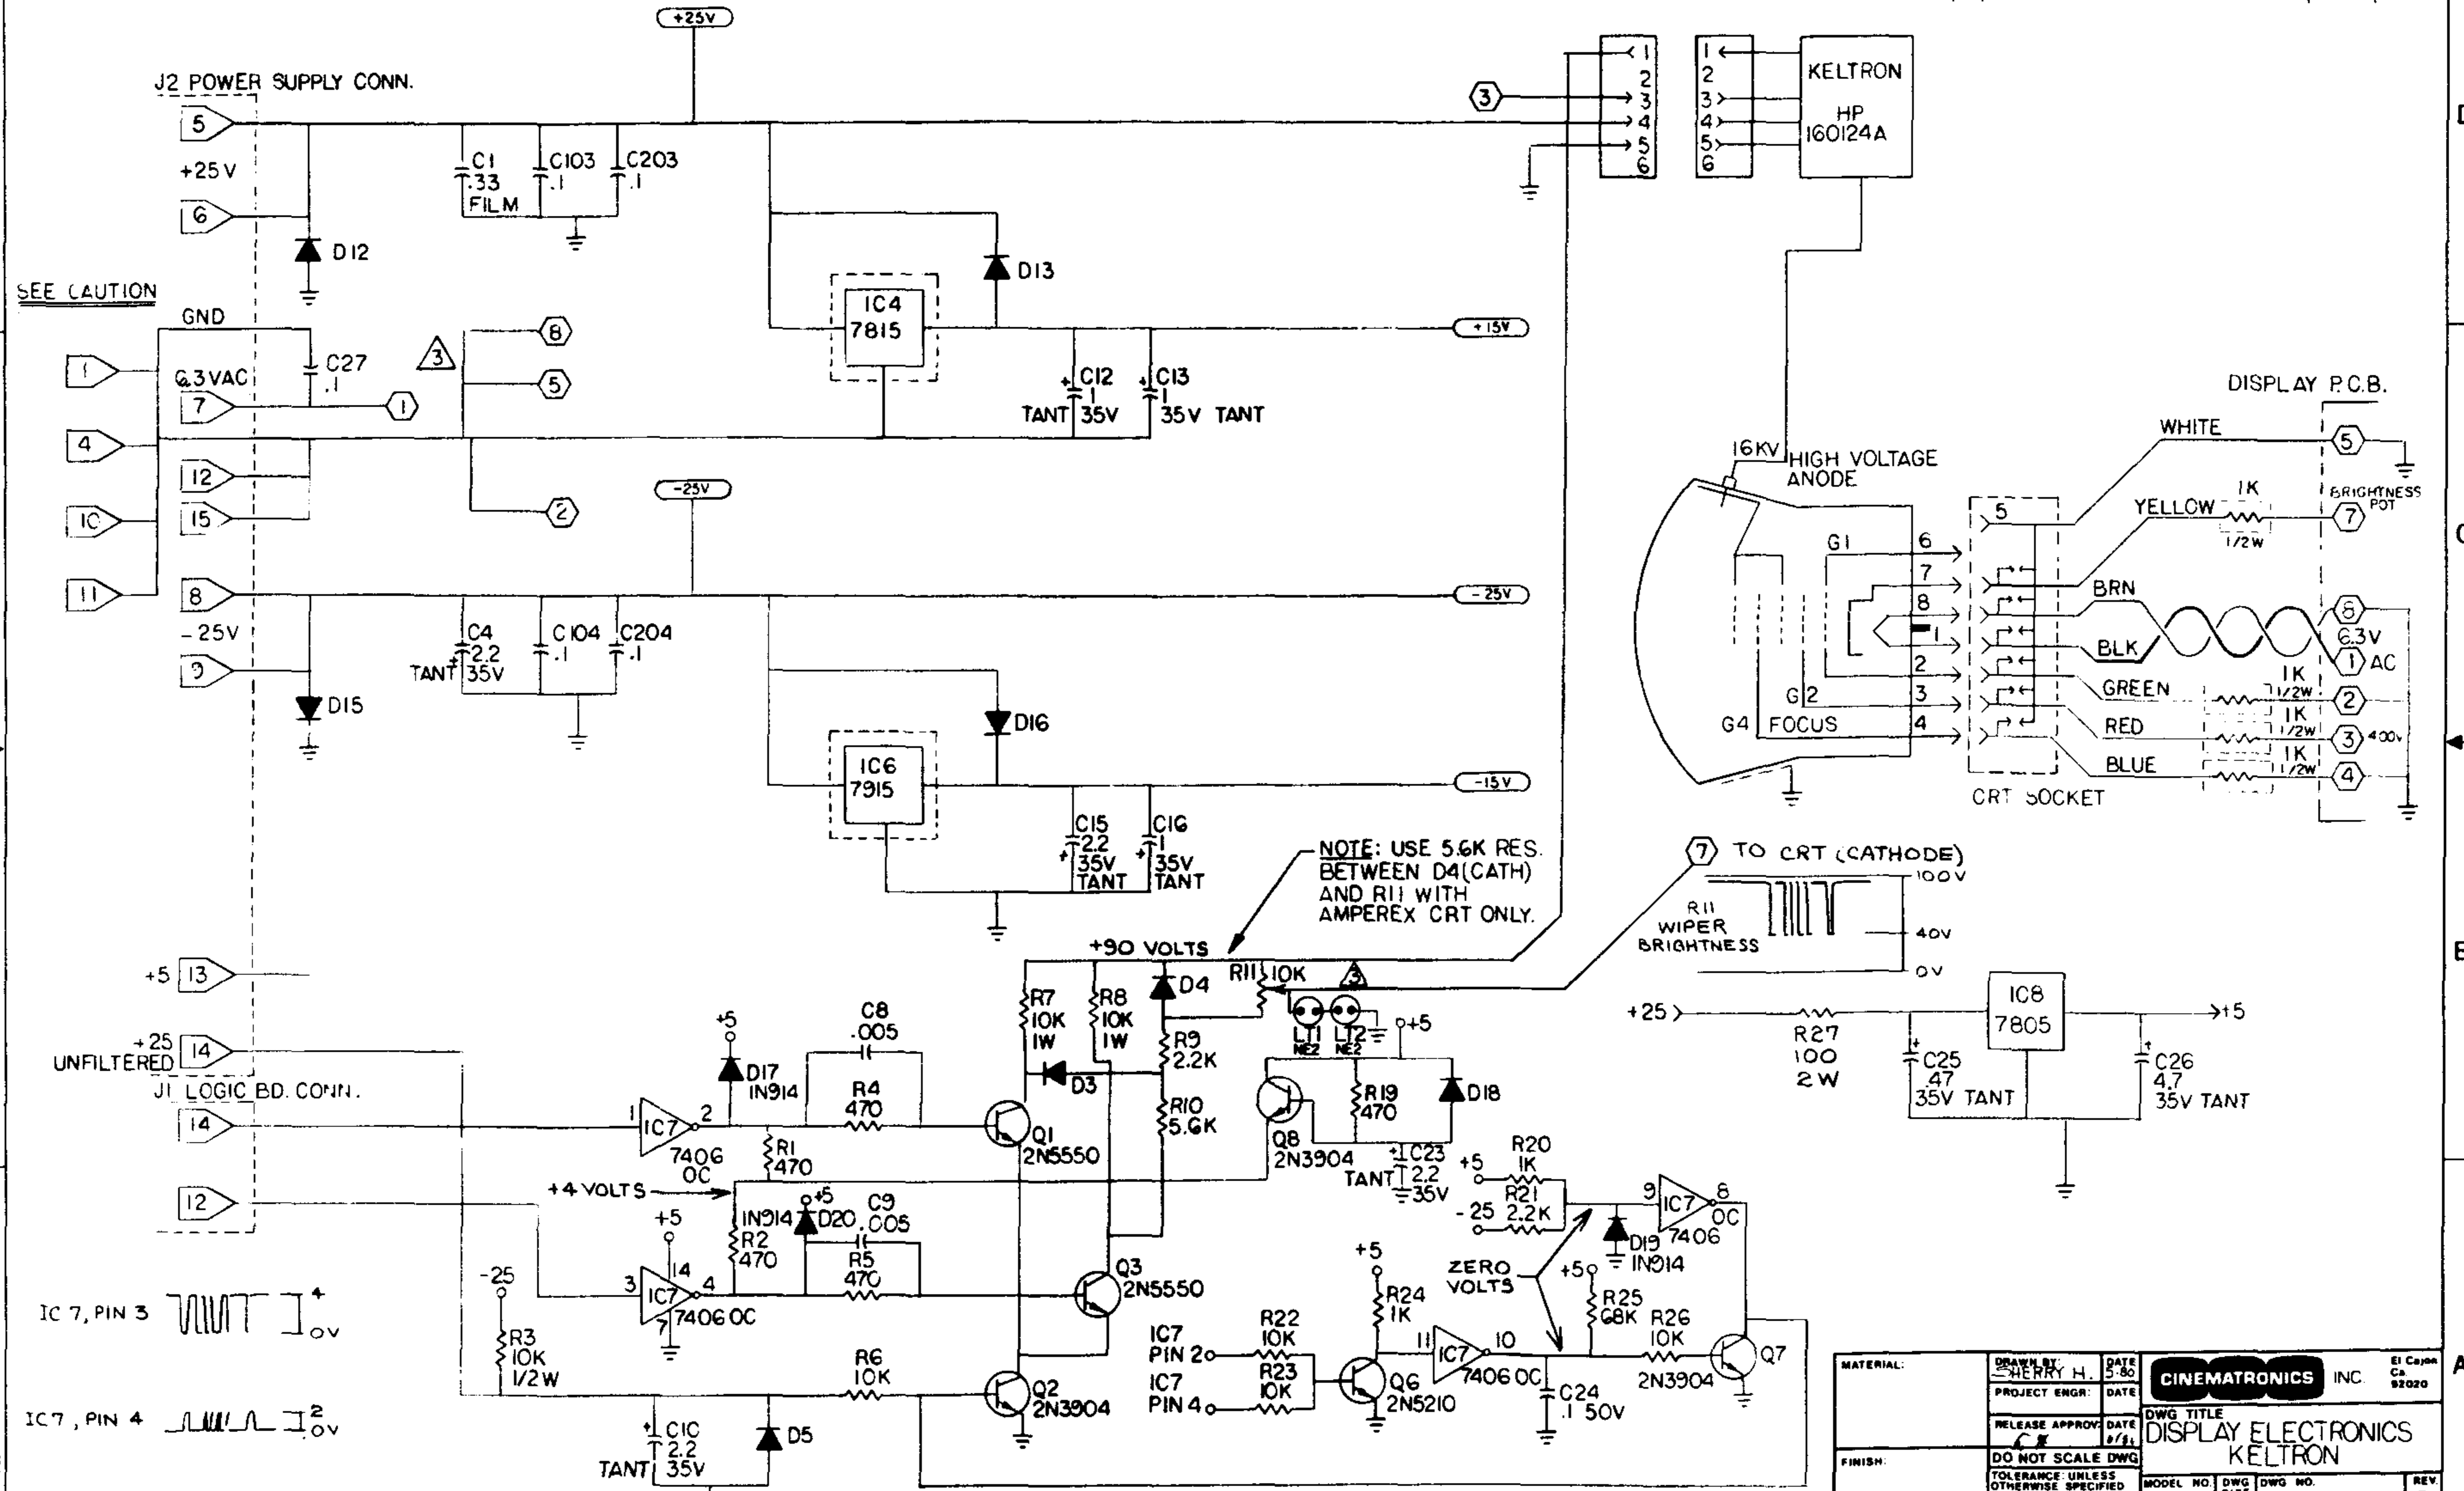 +25V
J2 POWER SUPPLY CONN.
5
+25V
6
D12
C1
.33
FILM
C103
.1
C203
.1
D13
IC4
7815
SEE CAUTION
GND
1
6.3VAC
7
C27
.1
1
3
8
5
4
12
10
15
2
11
C12
1
TANT 35V
C13
1
35V TANT
+15V
-25V
8
-25V
9
D15
C4
2.2
TANT 35V
C104
.1
C204
.1
-25V
D16
IC6
7915
-15V
C15
2.2
35V
TANT
C16
1
35V
TANT
3
1
2
3
4
5
6
1
2
3
4
5
6
KELTRON
HP
160124A
16KV
HIGH VOLTAGE
ANODE
G1
G2
G4 FOCUS
6
7
8
1
2
3
4
5
CRT SOCKET
DISPLAY P.C.B.
WHITE
5
YELLOW
1K
1/2W
BRIGHTNESS
POT
7
BRN
8
6.3V
BLK
1 AC
GREEN
1K
1/2W
2
RED
1K
1/2W
3 400V
BLUE
1K
1/2W
4
NOTE: USE 5.6K RES.
BETWEEN D4(CATH)
AND R11 WITH
AMPEREX CRT ONLY.
7 TO CRT (CATHODE)
100V
R11
WIPER
BRIGHTNESS
40V
0V
+5 13
+25
UNFILTERED 14
J1 LOGIC BD. CONN.
14
12
+90 VOLTS
R7
10K
1W
R8
10K
1W
D4
R11 10K
3
LT1
NE2
LT2
NE2
+5
D3
R9
2.2K
R10
5.6K
+5
D17
IN914
C8
.005
R4
470
1
IC7
2
7406
OC
R1
470
Q1
2N5550
Q8
2N3904
R19
470
D18
C23
2.2
35V
TANT
+4 VOLTS
+5
IN914 D20
+5
R2
470
C9
.005
R5
470
3
IC7
14
4
7
7406 OC
Q3
2N5550
IC 7, PIN 3
4
0V
-25
R3
10K
1/2W
IC7, PIN 4
2
0V
C10
2.2
TANT 35V
D5
R6
10K
Q2
2N3904
IC7
PIN 2
R22
10K
IC7
PIN 4
R23
10K
Q6
2N5210
+5
R24
1K
11
IC7
10
7406 OC
C24
.1 50V
ZERO
VOLTS
+5
R25
68K
R26
10K
Q7
2N3904
+5
R20
1K
-25
R21
2.2K
D19
IN914
9
IC7
8
OC
7406
+25
R27
100
2W
C25
.47
35V TANT
IC8
7805
+5
C26
4.7
35V TANT
MATERIAL:
FINISH:
DRAWN BY:
SHERRY H.
DATE
5-80
PROJECT ENGR:
DATE
RELEASE APPROV:
DATE
DO NOT SCALE DWG
TOLERANCE: UNLESS
OTHERWISE SPECIFIED
CINEMATRONICS INC.
El Cajon
Ca.
92020
DWG TITLE
DISPLAY ELECTRONICS
KELTRON
MODEL NO.
DWG
DWG NO.
REV.
D
C
B
A